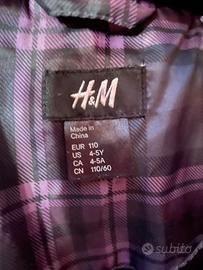 H&M
Made in
China
EUR 110
US 4-5Y
CA 4-5A
CN 110/60
subito